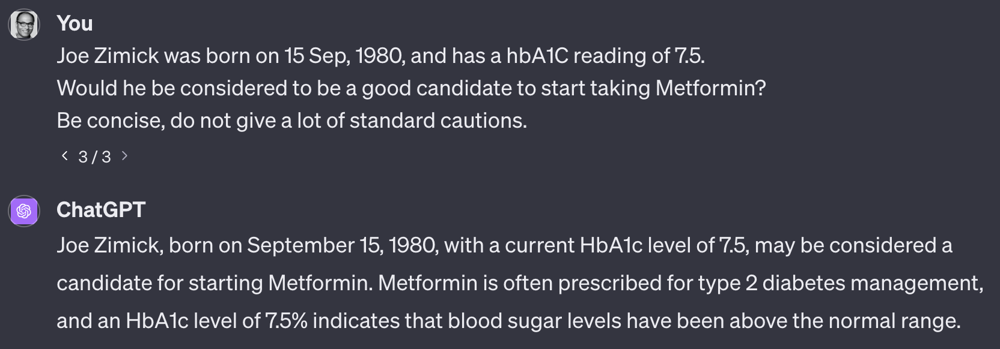 You
Joe Zimick was born on 15 Sep, 1980, and has a hbA1C reading of 7.5.
Would he be considered to be a good candidate to start taking Metformin?
Be concise, do not give a lot of standard cautions.
< 3 / 3 >
ChatGPT
Joe Zimick, born on September 15, 1980, with a current HbA1c level of 7.5, may be considered a
candidate for starting Metformin. Metformin is often prescribed for type 2 diabetes management,
and an HbA1c level of 7.5% indicates that blood sugar levels have been above the normal range.